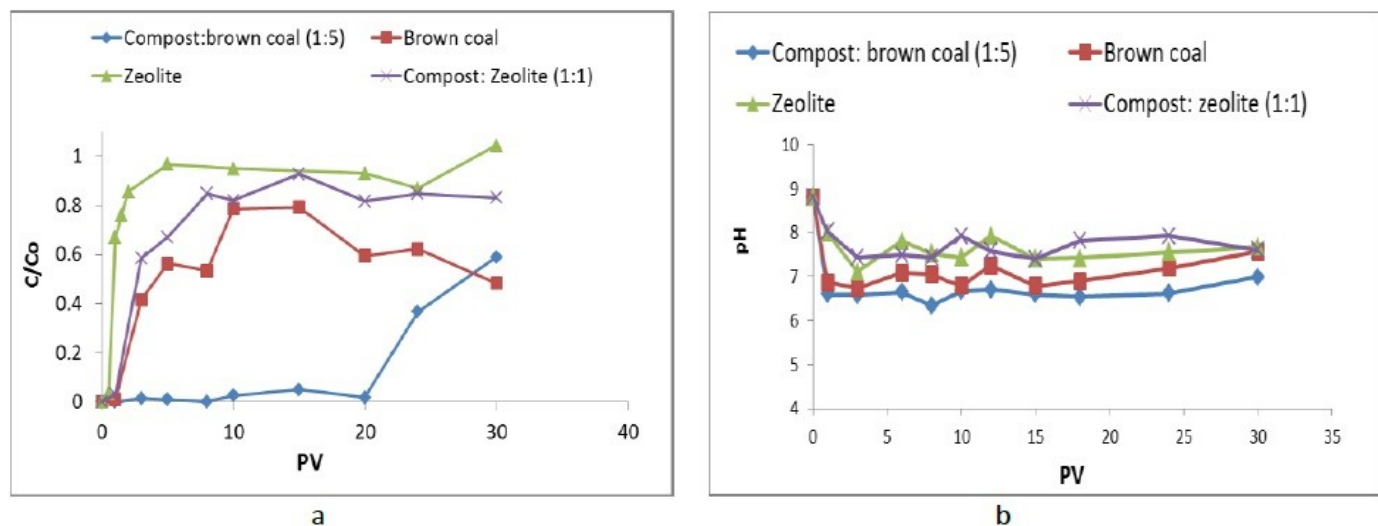 Compost:brown coal (1:5) Brown coal
Zeolite Compost: Zeolite (1:1)
1
0.8
0.6
0.4
0.2
0
C/Co
0 10 20 30 40
PV
a
Compost: brown coal (1:5) Brown coal
Zeolite Compost: zeolite (1:1)
10
9
8
7
6
5
4
pH
0 5 10 15 20 25 30 35
PV
b